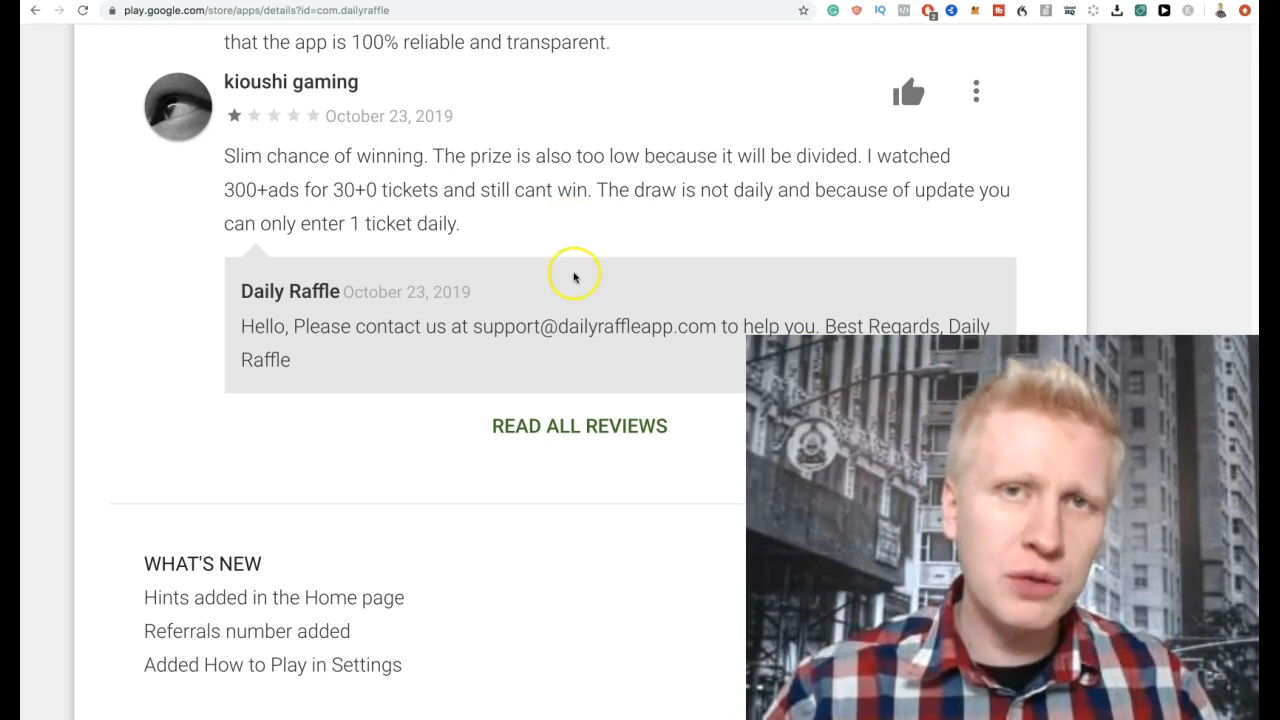 play.google.com/store/apps/details?id=com.dailyraffle
that the app is 100% reliable and transparent.
kioushi gaming
October 23, 2019
Slim chance of winning. The prize is also too low because it will be divided. I watched
300+ads for 30+0 tickets and still cant win. The draw is not daily and because of update you
can only enter 1 ticket daily.
Daily Raffle October 23, 2019
Hello, Please contact us at support@dailyraffleapp.com to help you. Best Regards, Daily
Raffle
READ ALL REVIEWS
WHAT'S NEW
Hints added in the Home page
Referrals number added
Added How to Play in Settings